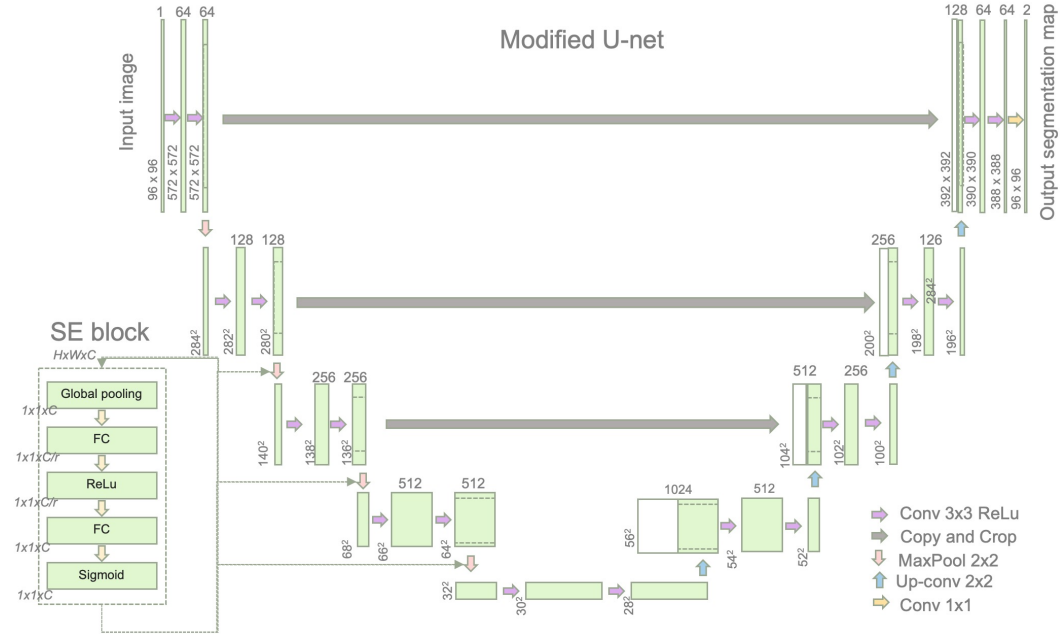 Modified U-net
Input image
1
64
64
96 x 96
572 x 572
572 x 572
128
64
64
2
392 x 392
390 x 390
388 x 388
96 x 96
Output segmentation map
128
128
284²
282²
280²
256
126
200²
198²
284²
196²
256
256
140²
138²
136²
512
256
104²
102²
100²
512
512
68²
66²
64²
1024
512
56²
54²
52²
32²
30²
28²
SE block
HxWxC
Global pooling
1x1xC
FC
1x1xC/r
ReLu
1x1xC/r
FC
1x1xC
Sigmoid
1x1xC
Conv 3x3 ReLu
Copy and Crop
MaxPool 2x2
Up-conv 2x2
Conv 1x1